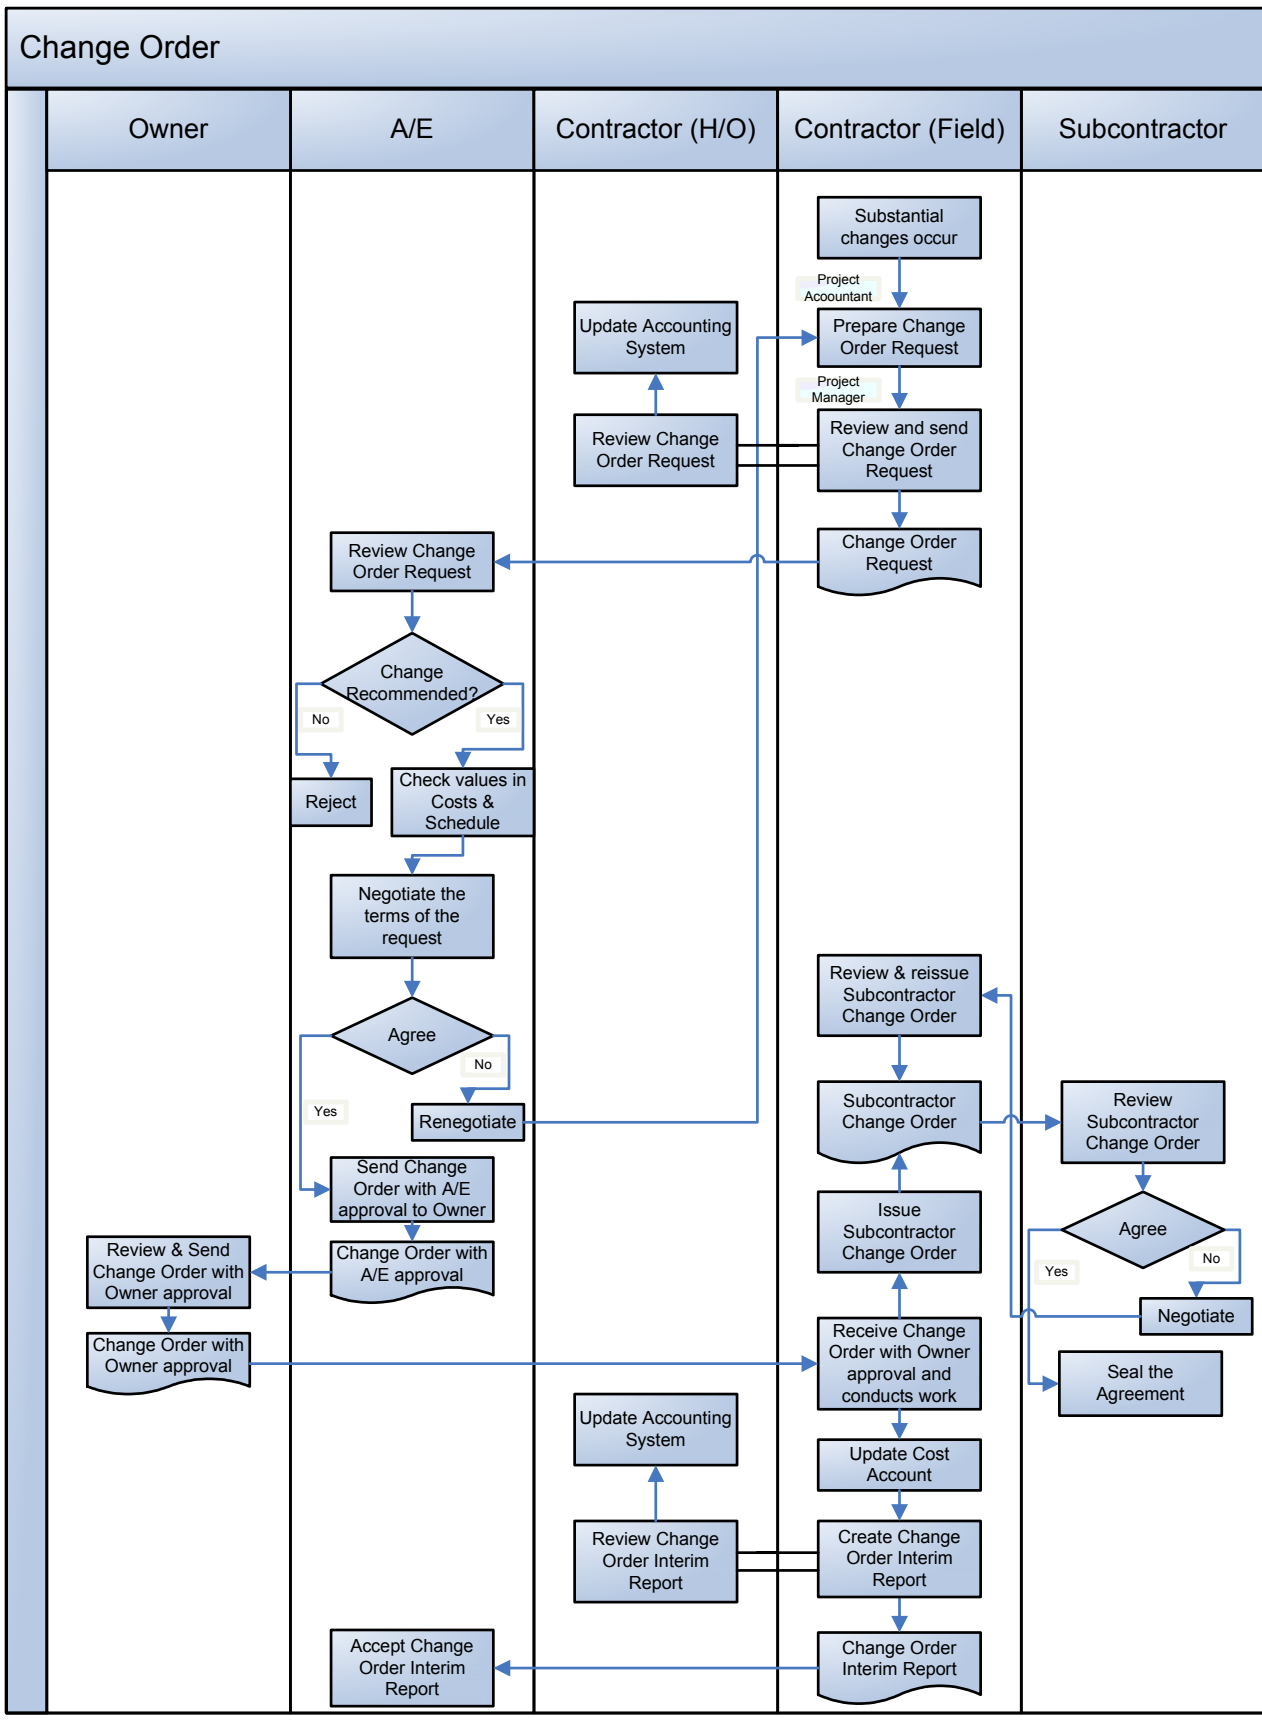 Change Order
Owner
A/E
Contractor (H/O)
Contractor (Field)
Subcontractor
Substantial
changes occur
Project
Acoountant
Prepare Change
Order Request
Update Accounting
System
Project
Manager
Review and send
Change Order
Request
Review Change
Order Request
Change Order
Request
Review Change
Order Request
Change
Recommended?
No
Yes
Reject
Check values in
Costs &
Schedule
Negotiate the
terms of the
request
Agree
No
Yes
Renegotiate
Review & reissue
Subcontractor
Change Order
Subcontractor
Change Order
Review
Subcontractor
Change Order
Send Change
Order with A/E
approval to Owner
Issue
Subcontractor
Change Order
Agree
No
Yes
Negotiate
Seal the
Agreement
Change Order with
A/E approval
Review & Send
Change Order with
Owner approval
Change Order with
Owner approval
Receive Change
Order with Owner
approval and
conducts work
Update Accounting
System
Update Cost
Account
Review Change
Order Interim
Report
Create Change
Order Interim
Report
Accept Change
Order Interim
Report
Change Order
Interim Report